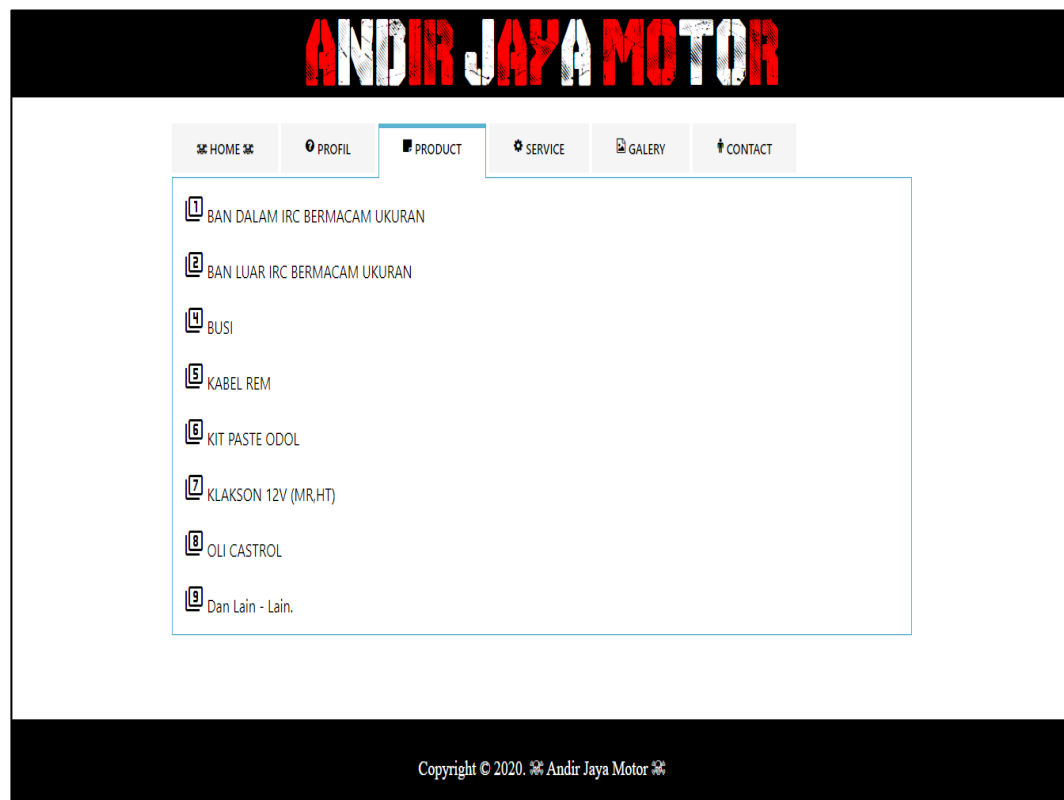 ANDIR JAYA MOTOR
HOME PROFIL PRODUCT SERVICE GALERY CONTACT
1 BAN DALAM IRC BERMACAM UKURAN
2 BAN LUAR IRC BERMACAM UKURAN
4 BUSI
5 KABEL REM
6 KIT PASTE ODOL
7 KLAKSON 12V (MR,HT)
8 OLI CASTROL
9 Dan Lain - Lain.
Copyright © 2020. ☠ Andir Jaya Motor ☠